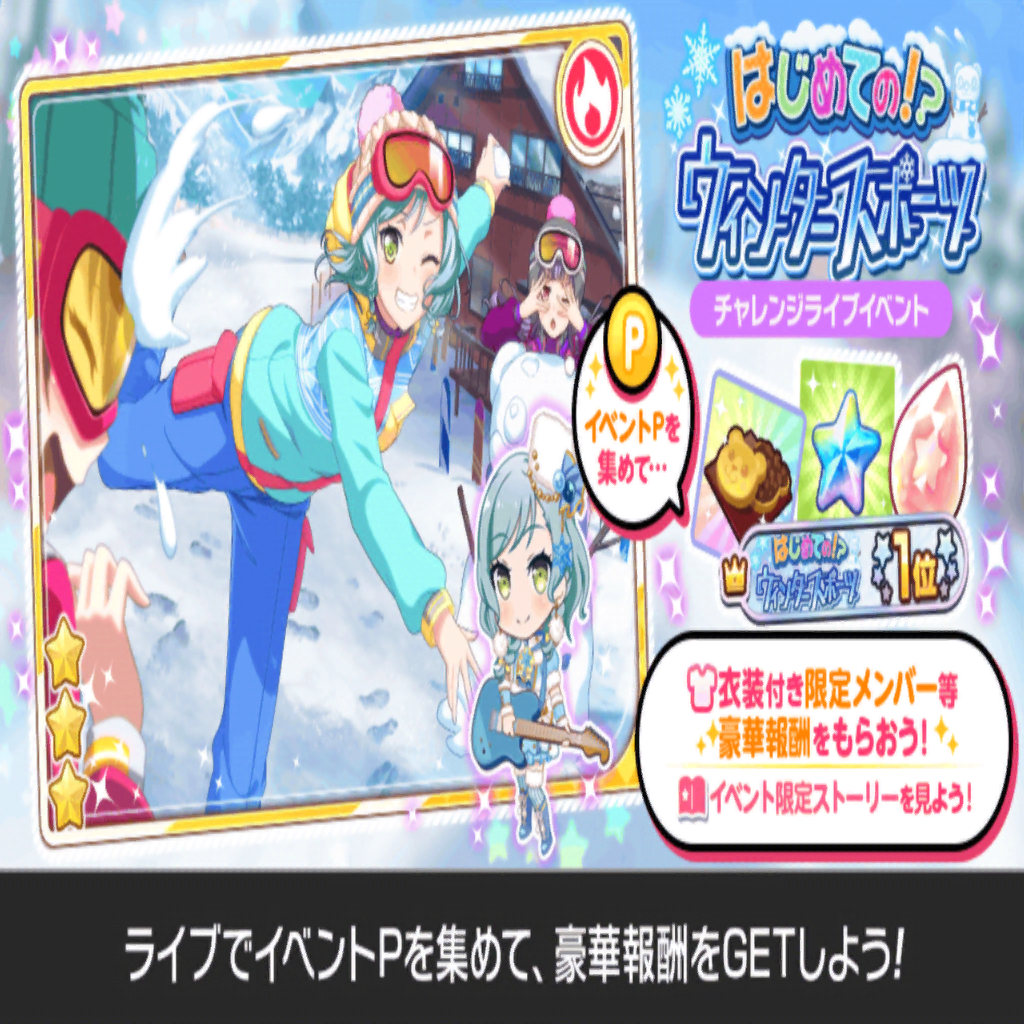 はじめての!?
ウィンタースポーツ
チャレンジライブイベント
P
イベントPを
集めて…
はじめての!?
ウィンタースポーツ
1位
衣装付き限定メンバー等
豪華報酬をもらおう!
イベント限定ストーリーを見よう!
ライブでイベントPを集めて、豪華報酬をGETしよう!